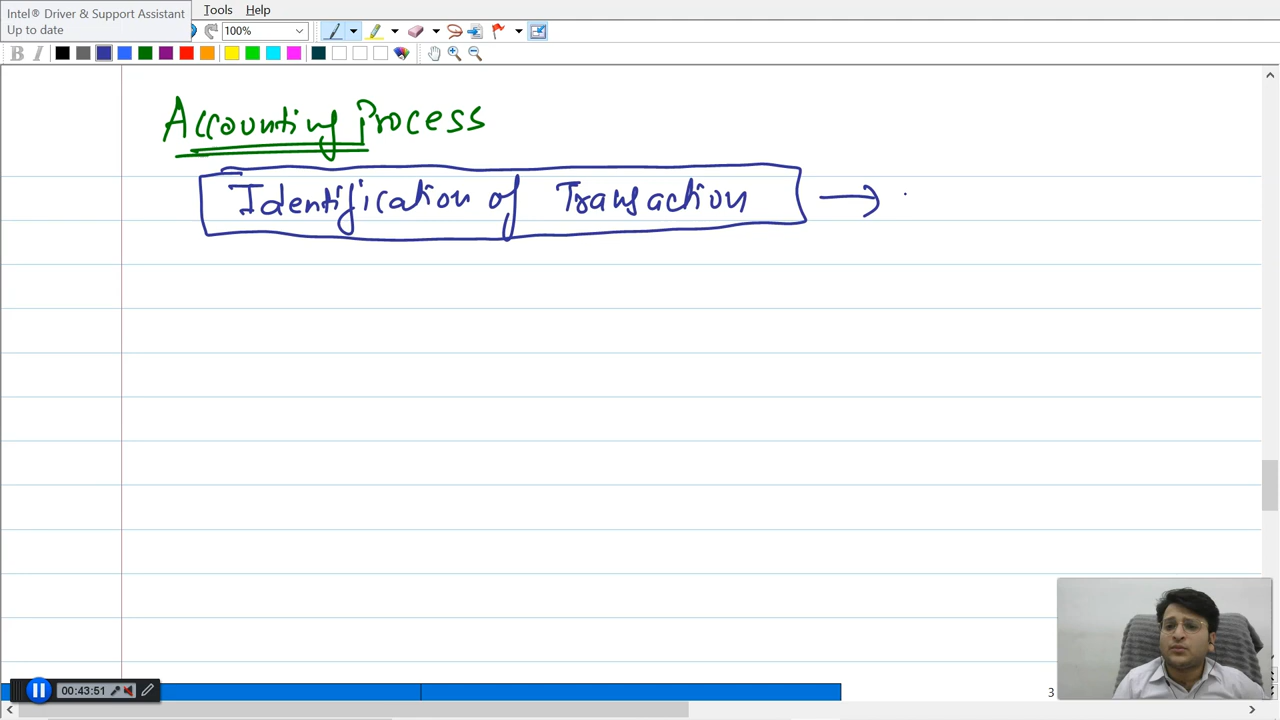 Intel® Driver & Support Assistant
Up to date
Tools Help
100%
B I
Accounting Process
Identification of Transaction →
00:43:51
3